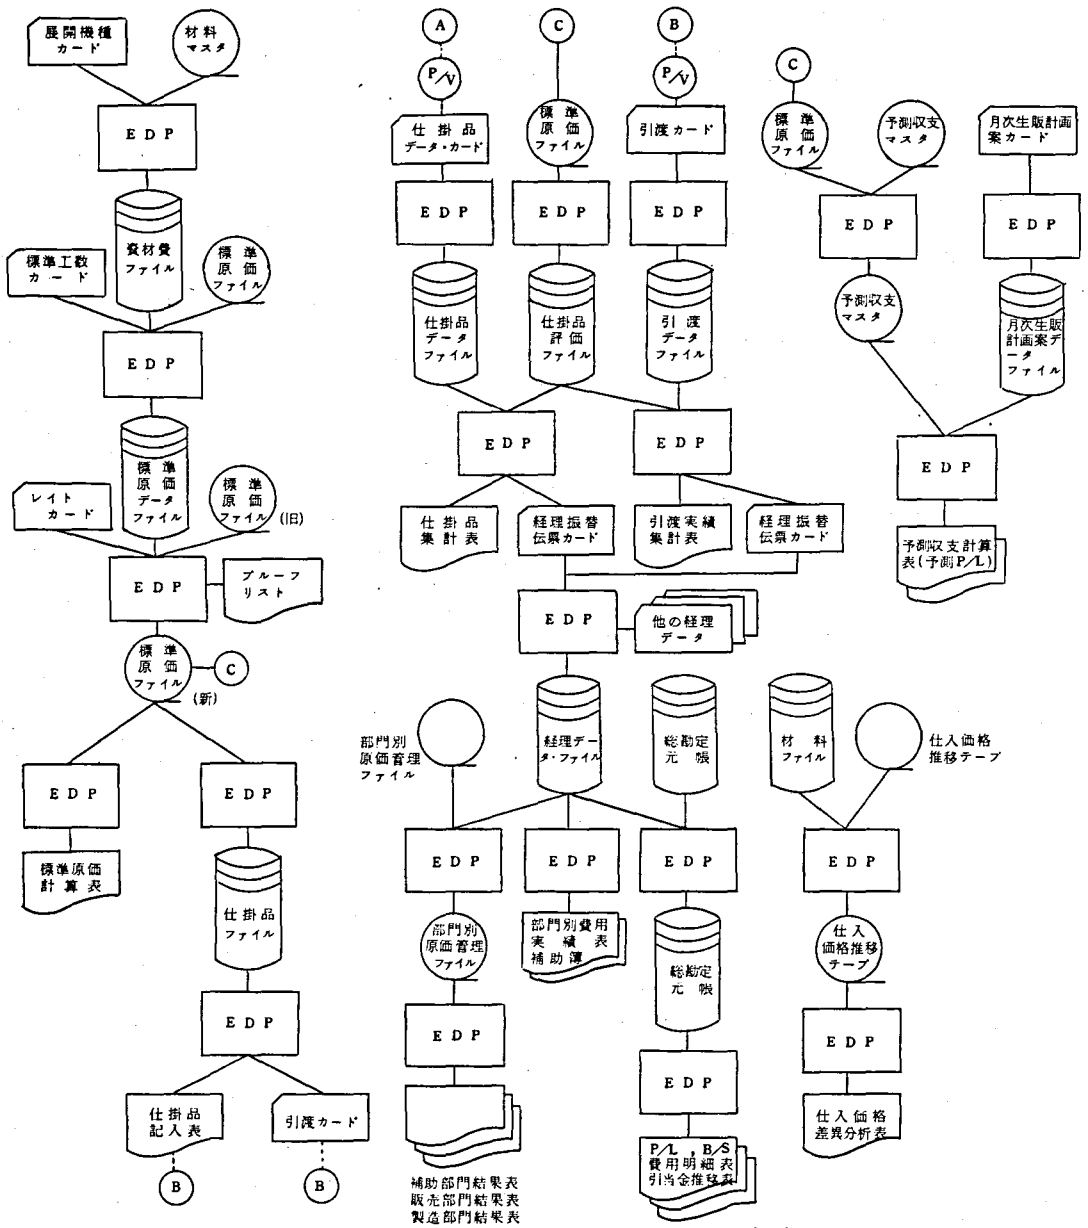 展開機種
カード
材料
マスタ
EDP
資材費
ファイル
標準工数
カード
標準
原価
ファイル
EDP
標準
原価
データ
ファイル
レイト
カード
標準
原価
ファイル
(旧)
EDP
プルーフ
リスト
標準
原価
ファイル
(新)
C
EDP
標準原価
計算表
EDP
仕掛品
ファイル
EDP
仕掛品
記入表
B
引渡カード
B
A
P/V
仕掛品
データ・カード
EDP
仕掛品
データ
ファイル
C
標準
原価
ファイル
EDP
仕掛品
評価
ファイル
B
P/V
引渡カード
EDP
引渡
データ
ファイル
EDP
仕掛品
集計表
経理振替
伝票カード
EDP
引渡実績
集計表
経理振替
伝票カード
EDP
他の経理
データ
経理デー
タ・ファイル
部門別
原価管理
ファイル
EDP
部門別
原価管理
ファイル
EDP
補助部門結果表
販売部門結果表
製造部門結果表
EDP
部門別費用
実績表
補助簿
総勘定
元帳
EDP
総勘定
元帳
EDP
P/L , B/S
費用明細表
引当金推移表
材料
ファイル
仕入価格
推移テープ
EDP
仕入
価格推移
テープ
EDP
仕入価格
差異分析表
C
標準
原価
ファイル
予測収支
マスタ
EDP
予測収支
マスタ
月次生販計画
案カード
EDP
月次生販
計画案デ
ータ
ファイル
EDP
予測収支計算
表(予測P/L)